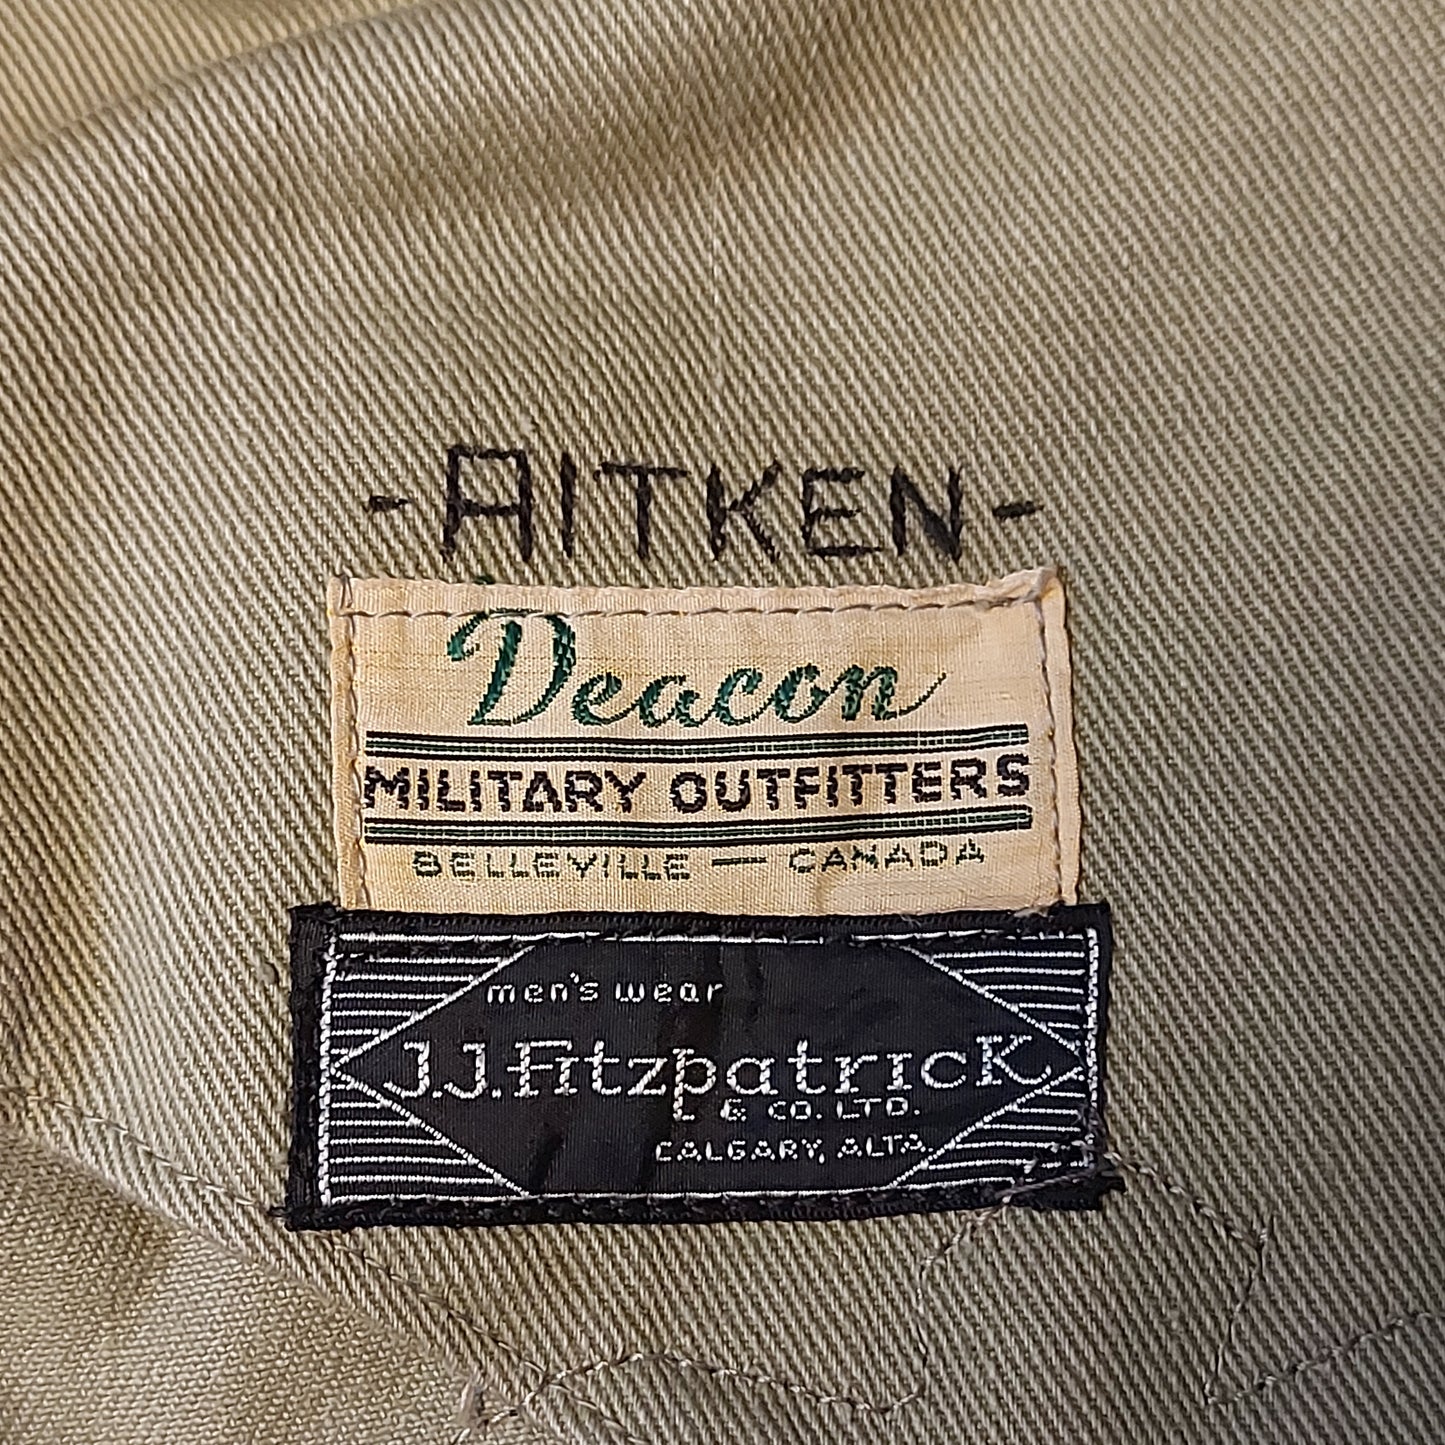 -AITKEN-
Deacon
MILITARY OUTFITTERS
BELLEVILLE — CANADA
men's wear
J.J. Fitzpatrick
& CO. LTD.
CALGARY, ALTA.